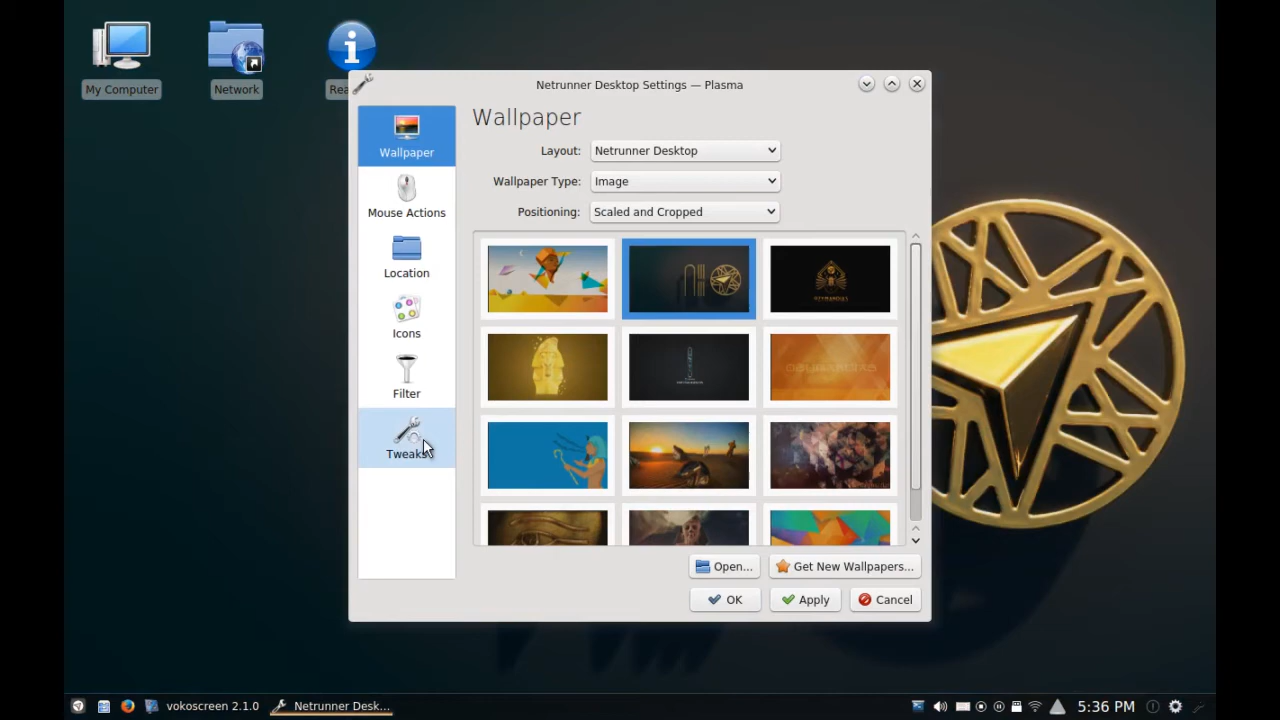 My Computer
Network
Rea
Netrunner Desktop Settings — Plasma
Wallpaper
Mouse Actions
Location
Icons
Filter
Tweaks
Wallpaper
Layout: Netrunner Desktop
Wallpaper Type: Image
Positioning: Scaled and Cropped
Open...
Get New Wallpapers...
OK
Apply
Cancel
vokoscreen 2.1.0
Netrunner Desk...
5:36 PM